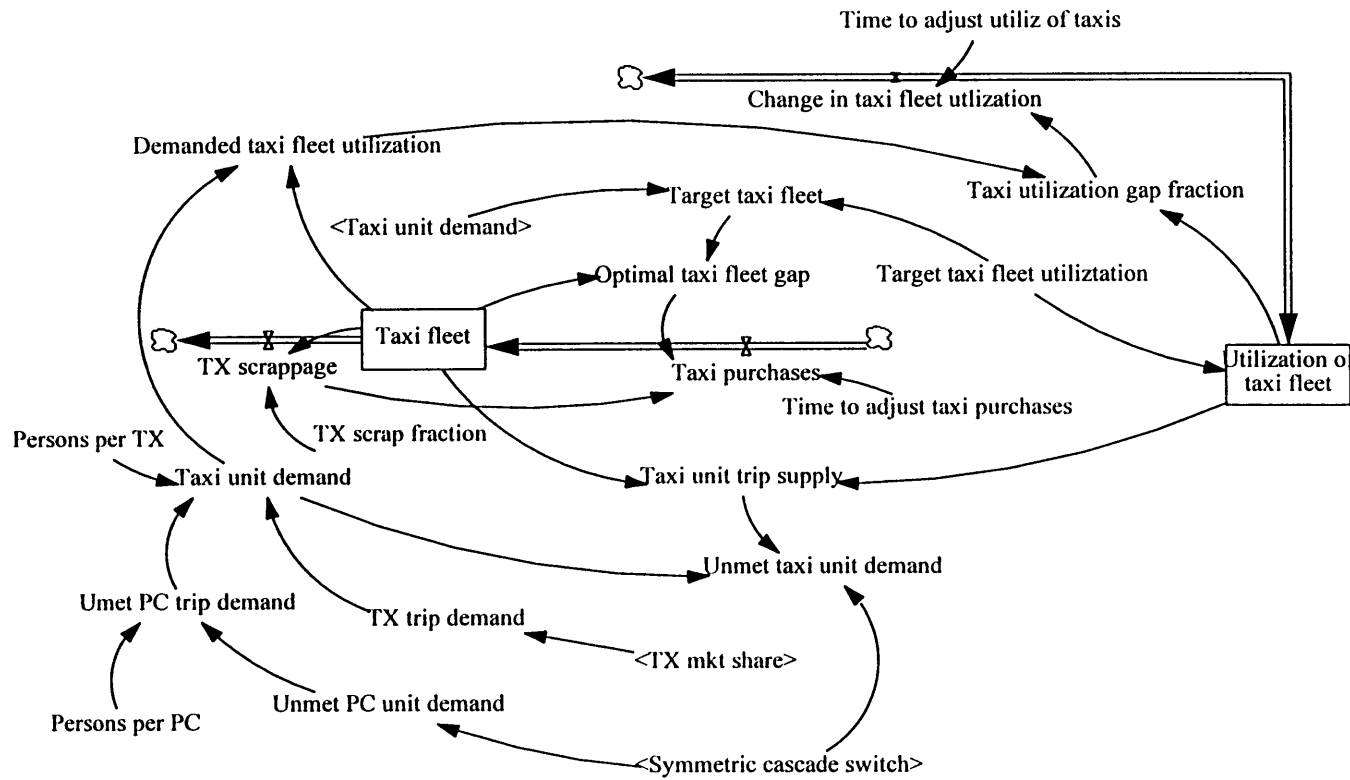 Time to adjust utiliz of taxis
Change in taxi fleet utlization
Demanded taxi fleet utilization
Taxi utilization gap fraction
Target taxi fleet
<Taxi unit demand>
Optimal taxi fleet gap
Target taxi fleet utiliztation
Taxi fleet
TX scrappage
Taxi purchases
Utilization of
taxi fleet
Time to adjust taxi purchases
TX scrap fraction
Persons per TX
Taxi unit demand
Taxi unit trip supply
Unmet taxi unit demand
Umet PC trip demand
TX trip demand
<TX mkt share>
Unmet PC unit demand
Persons per PC
<Symmetric cascade switch>